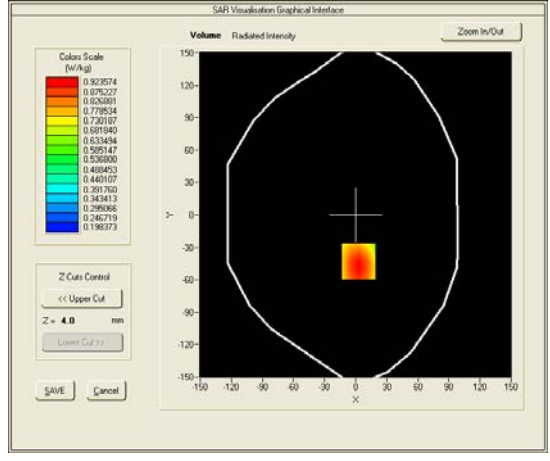 SAR Visualisation Graphical Interface
Volume Radiated Intensity
Zoom In/Out
Colors Scale
(W/kg)
0.923574
0.875227
0.826881
0.778534
0.730187
0.681840
0.633494
0.585147
0.536800
0.488453
0.440107
0.391760
0.343413
0.295066
0.246719
0.198373
Z-Cuts Control
<< Upper Cut
Z = 4.0 mm
Lower Cut >>
SAVE Cancel
150
120
90
60
30
0
-30
-60
-90
-120
-150
Y
-150 -120 -90 -60 -30 0 30 60 90 120 150
X